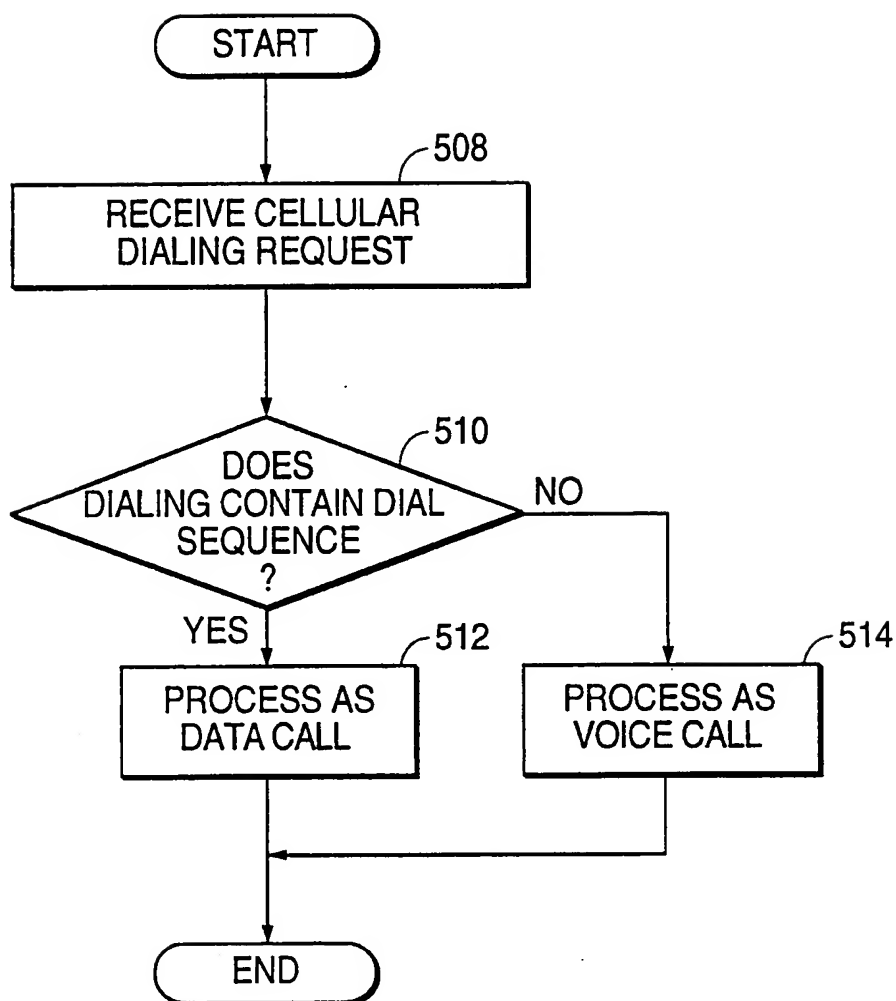 START
508
RECEIVE CELLULAR
DIALING REQUEST
510
DOES
DIALING CONTAIN DIAL
SEQUENCE
?
NO
YES
512
PROCESS AS
DATA CALL
514
PROCESS AS
VOICE CALL
END